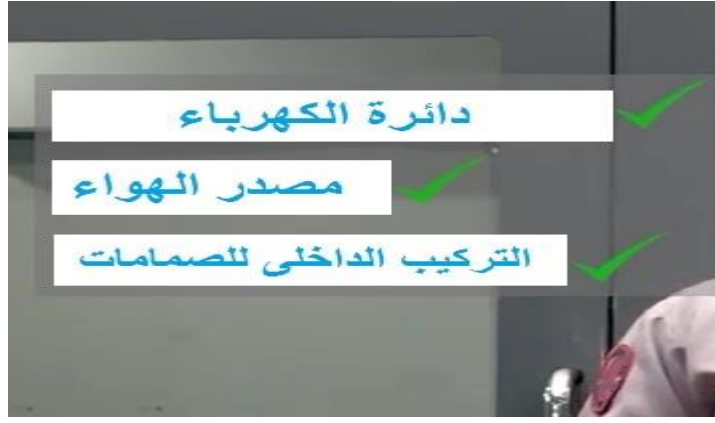 دائرة الكهرباء
مصدر الهواء
التركيب الداخلى للصمامات